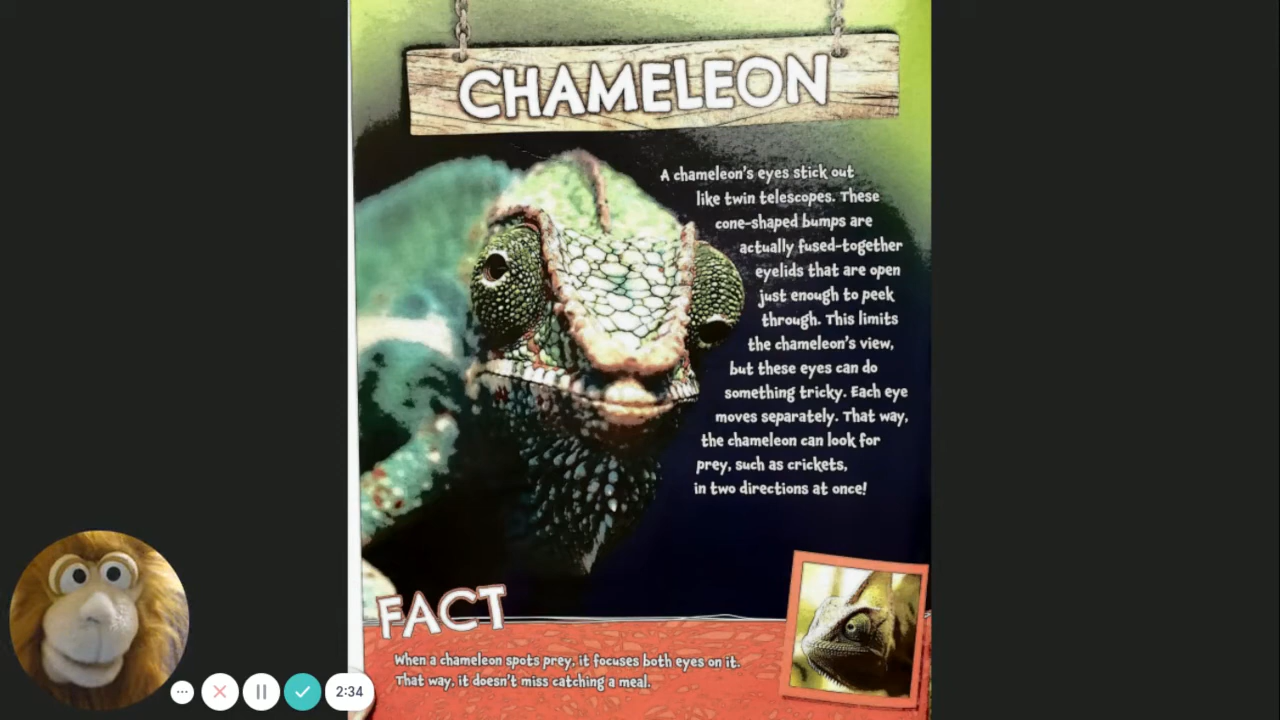 CHAMELEON
A chameleon's eyes stick out
like twin telescopes. These
cone-shaped bumps are
actually fused-together
eyelids that are open
just enough to peek
through. This limits
the chameleon's view,
but these eyes can do
something tricky. Each eye
moves separately. That way,
the chameleon can look for
prey, such as crickets,
in two directions at once!
FACT
When a chameleon spots prey, it focuses both eyes on it.
That way, it doesn't miss catching a meal.
2:34